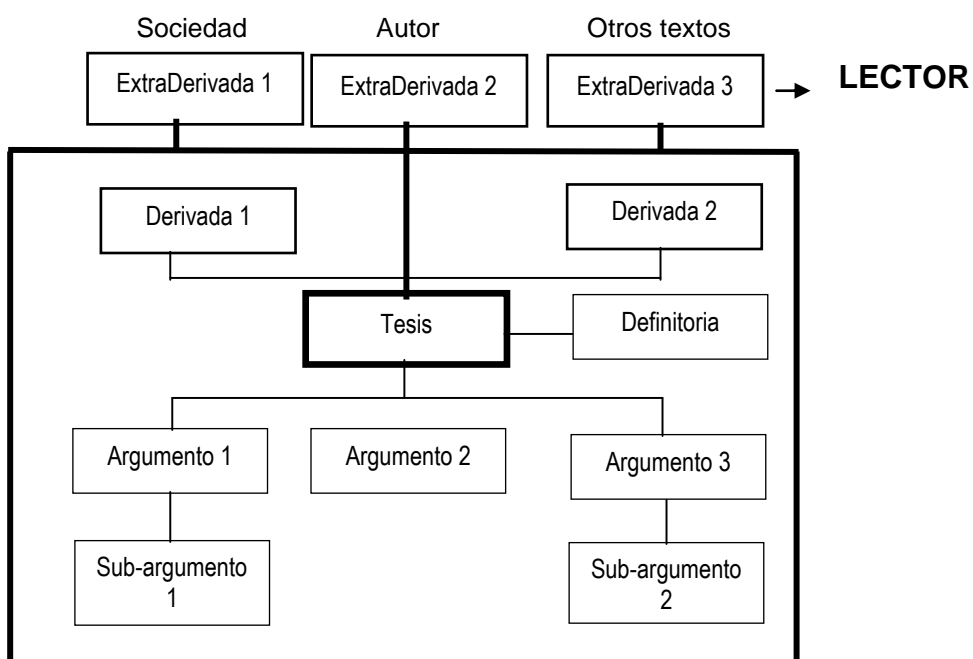 Sociedad Autor Otros textos
ExtraDerivada 1 ExtraDerivada 2 ExtraDerivada 3 LECTOR
Derivada 1 Derivada 2
Tesis Definitoria
Argumento 1 Argumento 2 Argumento 3
Sub-argumento
1
Sub-argumento
2